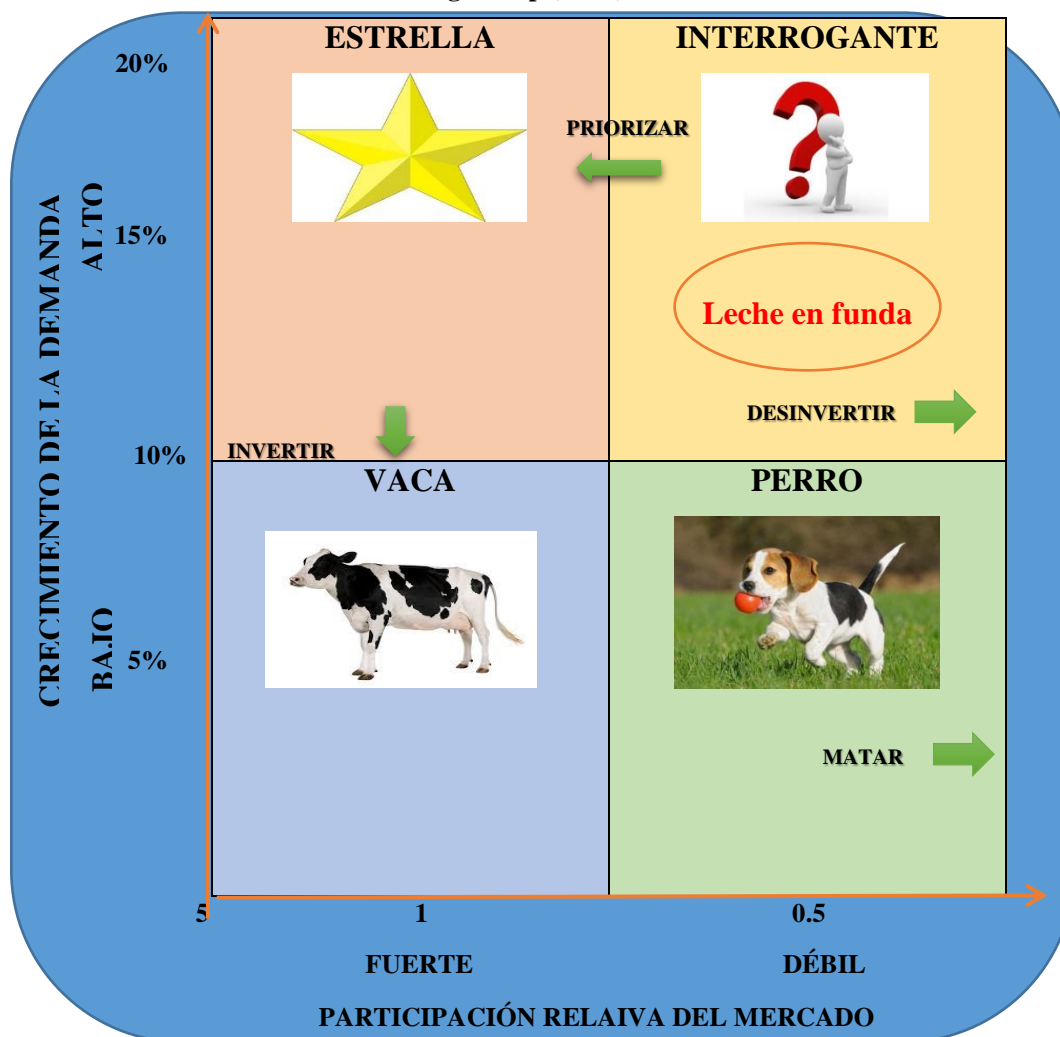 ESTRELLA
INTERROGANTE
20%
PRIORIZAR
ALTO
15%
Leche en funda
DESINVERTIR
CRECIMIENTO DE LA DEMANDA
10%
INVERTIR
VACA
PERRO
BAJO
5%
MATAR
5
1
0.5
FUERTE
DÉBIL
PARTICIPACIÓN RELAIVA DEL MERCADO